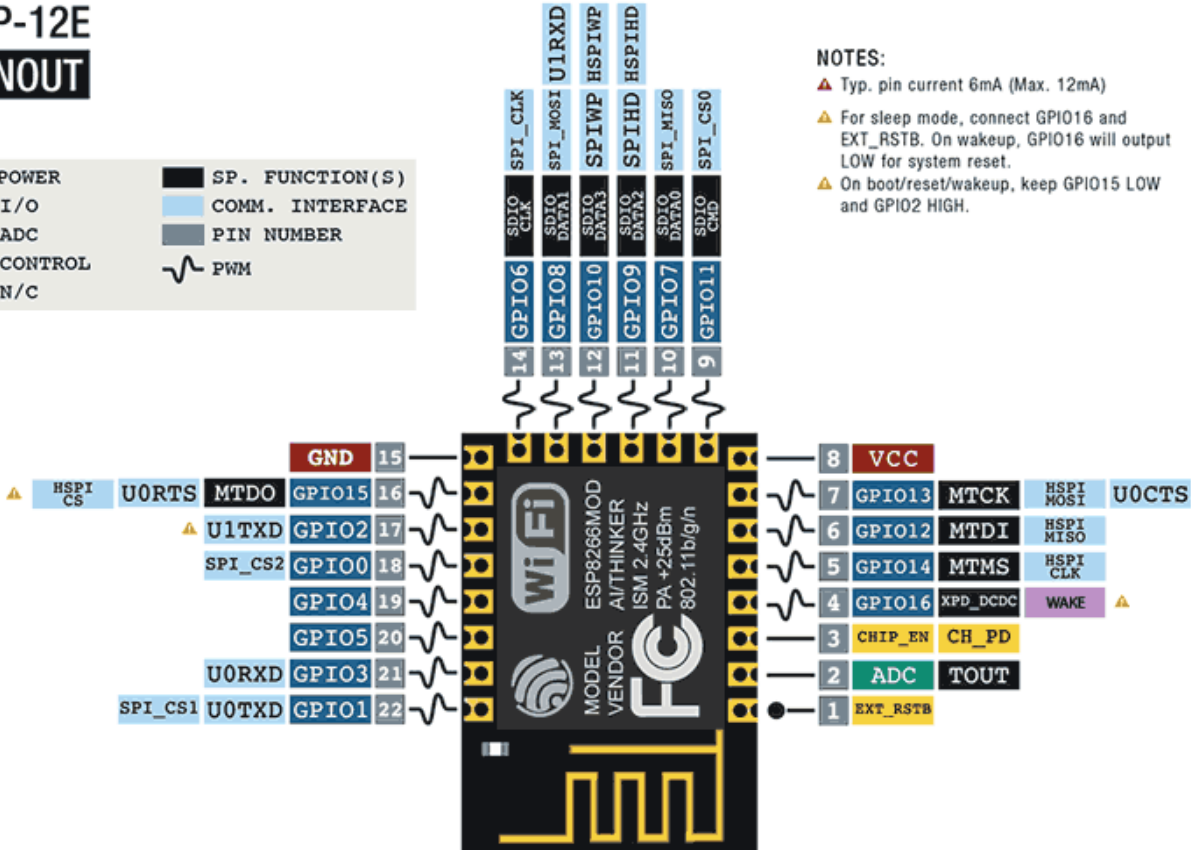 P-12E
NOUT
POWER
I/O
ADC
CONTROL
N/C
SP. FUNCTION(S)
COMM. INTERFACE
PIN NUMBER
PWM
NOTES:
Typ. pin current 6mA (Max. 12mA)
For sleep mode, connect GPIO16 and
EXT_RSTB. On wakeup, GPIO16 will output
LOW for system reset.
On boot/reset/wakeup, keep GPIO15 LOW
and GPIO2 HIGH.
SPI_CLK SDIO CLK GPIO6 14
U1RXD SPI_MOSI SDIO DATA1 GPIO8 13
HSPIWP SPIWP SDIO DATA3 GPIO10 12
HSPIHD SPIHD SDIO DATA2 GPIO9 11
SPI_MISO SDIO DATA0 GPIO7 10
SPI_CS0 SDIO CMD GPIO11 9
GND 15
HSPI CS U0RTS MTDO GPIO15 16
U1TXD GPIO2 17
SPI_CS2 GPIO0 18
GPIO4 19
GPIO5 20
U0RXD GPIO3 21
SPI_CS1 U0TXD GPIO1 22
WiFi
MODEL ESP8266MOD
VENDOR AI/THINKER
ISM 2.4GHz
PA +25dBm
802.11b/g/n
FC
8 VCC
7 GPIO13 MTCK HSPI MOSI U0CTS
6 GPIO12 MTDI HSPI MISO
5 GPIO14 MTMS HSPI CLK
4 GPIO16 XPD_DCDC WAKE
3 CHIP_EN CH_PD
2 ADC TOUT
1 EXT_RSTB